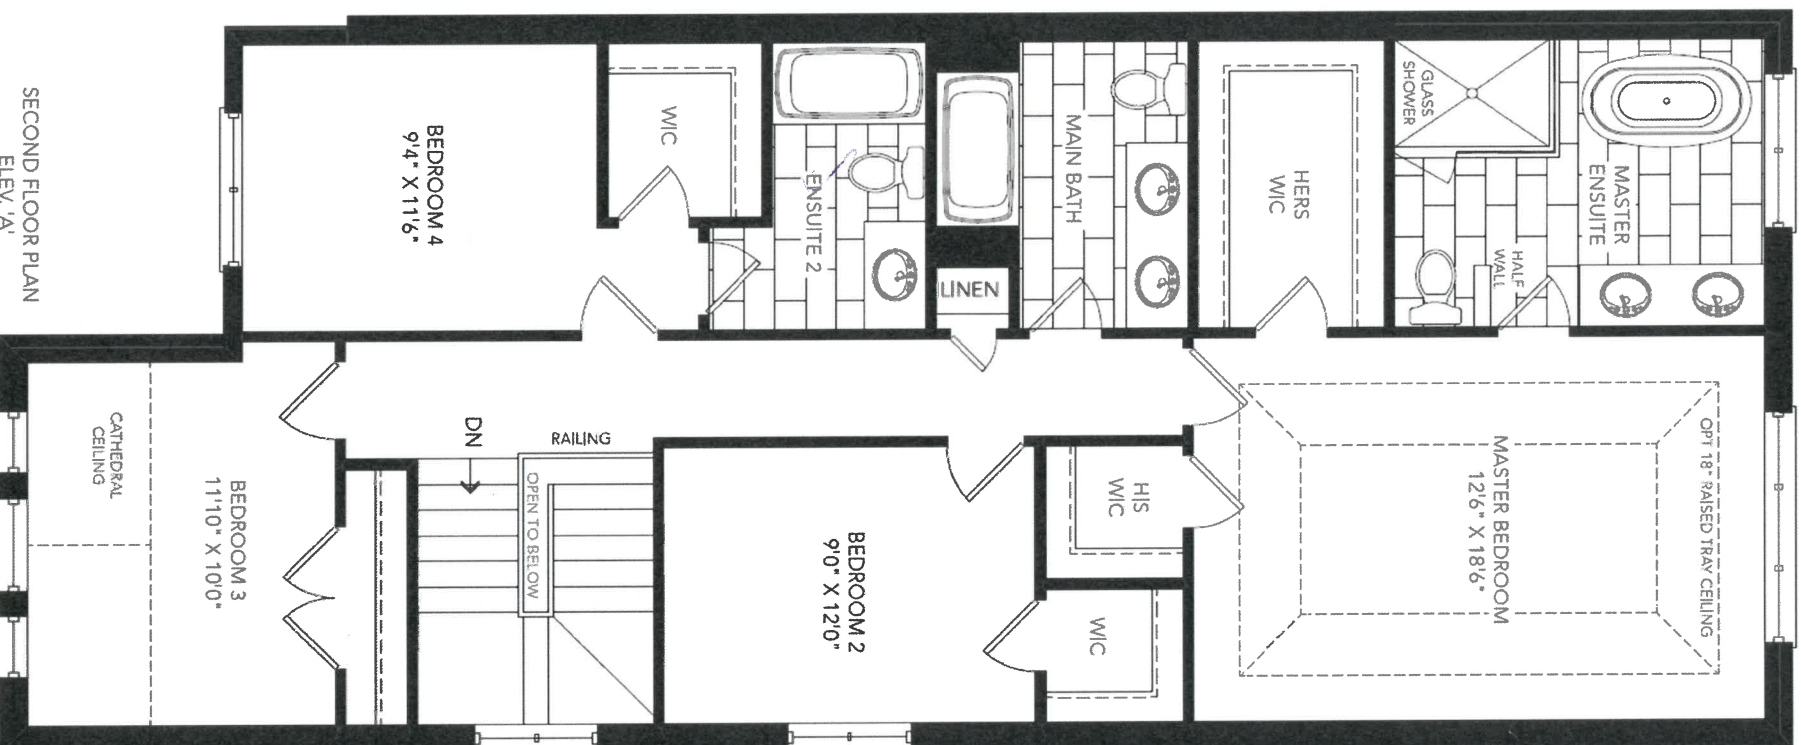 SECOND FLOOR PLAN
ELEV. 'A'
BEDROOM 4
9'4" X 11'6"
WIC
ENSUITE 2
LINEN
MAIN BATH
HERS
WIC
GLASS
SHOWER
MASTER
ENSUITE
HALF
WALL
CATHEDRAL
CEILING
BEDROOM 3
11'10" X 10'0"
DN
RAILING
OPEN TO BELOW
BEDROOM 2
9'0" X 12'0"
HIS
WIC
WIC
MASTER BEDROOM
12'6" X 18'6"
OPT 18" RAISED TRAY CEILING